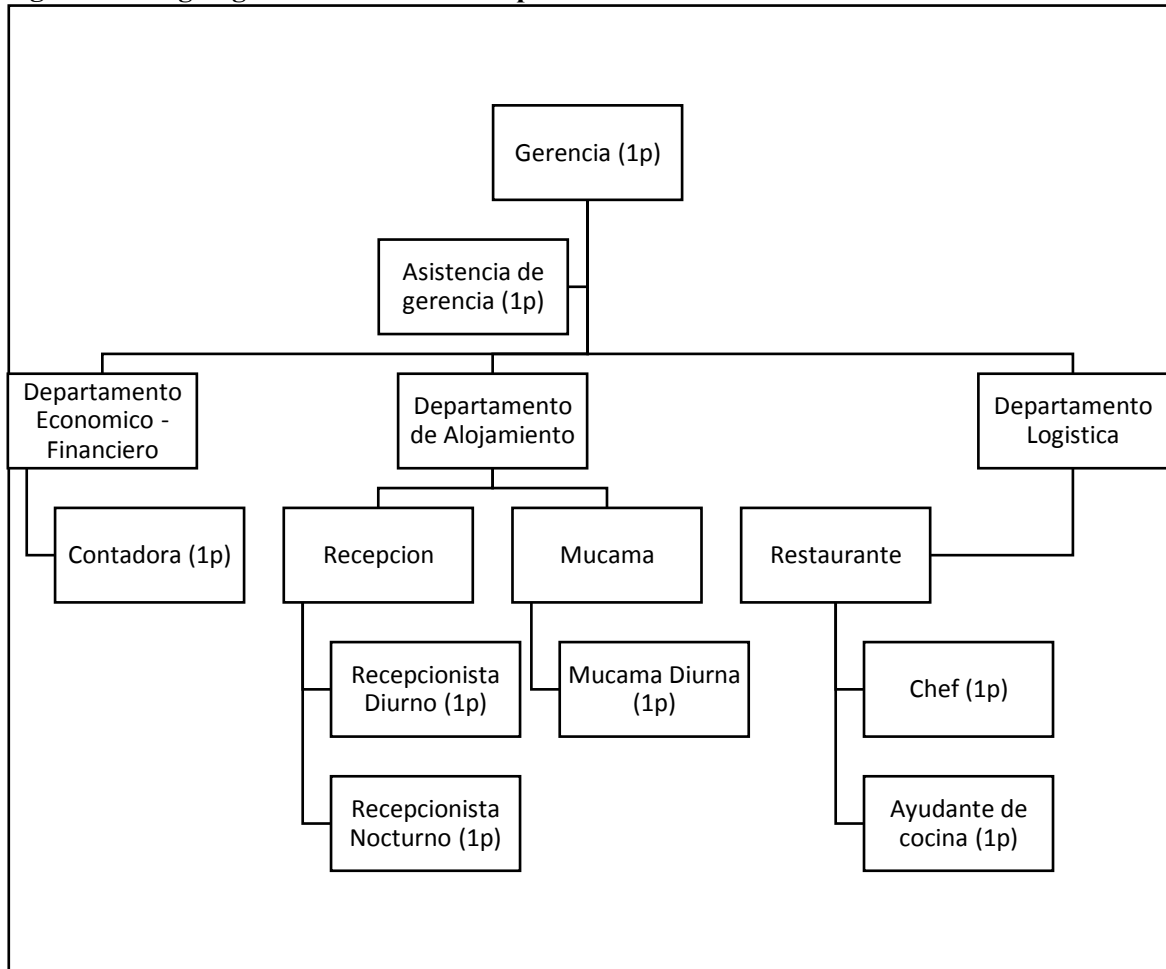 Gerencia (1p)
Asistencia de
gerencia (1p)
Departamento
Economico -
Financiero
Departamento
de Alojamiento
Departamento
Logistica
Contadora (1p)
Recepcion
Mucama
Restaurante
Recepcionista
Diurno (1p)
Mucama Diurna
(1p)
Chef (1p)
Recepcionista
Nocturno (1p)
Ayudante de
cocina (1p)